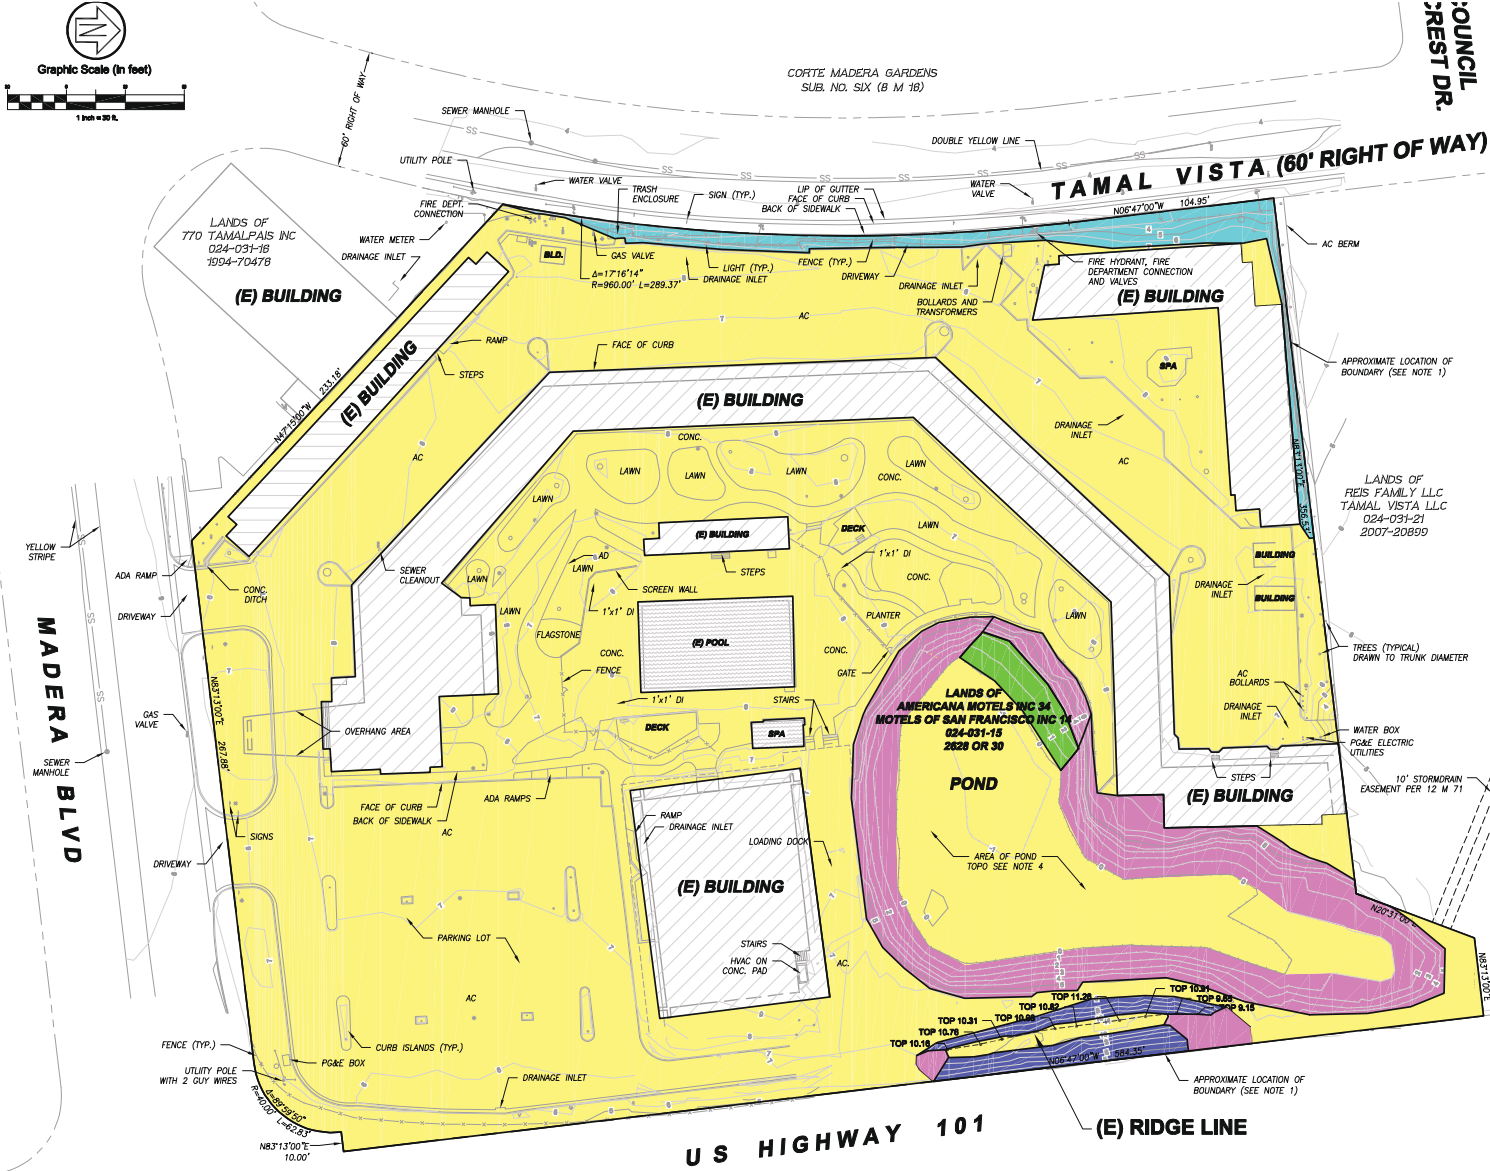 N
Graphic Scale (in feet)
1 inch = 30 ft.
COUNCIL
CREST DR.
CORTE MADERA GARDENS
SUB. NO. SIX (8 M 18)
60' RIGHT OF WAY
SEWER MANHOLE
DOUBLE YELLOW LINE
TAMAL VISTA (60' RIGHT OF WAY)
UTILITY POLE
WATER VALVE
TRASH
ENCLOSURE
SIGN (TYP.)
LIP OF GUTTER
FACE OF CURB
BACK OF SIDEWALK
WATER
VALVE
N06°47'00"W 104.95'
FIRE DEPT.
CONNECTION
WATER METER
DRAINAGE INLET
LANDS OF
770 TAMALPAIS INC
024-031-16
1994-70476
(E) BUILDING
BLD.
GAS VALVE
Δ=17°16'14"
R=960.00' L=289.37'
LIGHT (TYP.)
DRAINAGE INLET
FENCE (TYP.)
DRIVEWAY
DRAINAGE INLET
BOLLARDS AND
TRANSFORMERS
FIRE HYDRANT, FIRE
DEPARTMENT CONNECTION
AND VALVES
AC BERM
(E) BUILDING
AC
RAMP
STEPS
FACE OF CURB
(E) BUILDING
N47°15'00"W 233.18'
SPA
APPROXIMATE LOCATION OF
BOUNDARY (SEE NOTE 1)
(E) BUILDING
DRAINAGE
INLET
AC
AC
CONC.
LAWN
LAWN
LAWN
LAWN
LAWN
CONC.
N83°13'00"E 356.53'
LANDS OF
REIS FAMILY LLC
TAMAL VISTA LLC
024-031-21
2007-20899
YELLOW
STRIPE
ADA RAMP
DRIVEWAY
CONC.
DITCH
SEWER
CLEANOUT
(E) BUILDING
STEPS
DECK
LAWN
1'x1' DI
CONC.
AD
LAWN
SCREEN WALL
1'x1' DI
LAWN
LAWN
FLAGSTONE
CONC.
FENCE
(E) POOL
PLANTER
CONC.
GATE
LAWN
BUILDING
DRAINAGE
INLET
BUILDING
TREES (TYPICAL)
DRAWN TO TRUNK DIAMETER
MADERA BLVD
N83°13'00"E 267.88'
GAS
VALVE
SEWER
MANHOLE
OVERHANG AREA
1'x1' DI
DECK
STAIRS
SPA
LANDS OF
AMERICANA MOTELS INC 34
MOTELS OF SAN FRANCISCO INC 14
024-031-15
2628 OR 30
POND
AC
BOLLARDS
DRAINAGE
INLET
WATER BOX
PG&E ELECTRIC
UTILITIES
STEPS
(E) BUILDING
10' STORMDRAIN
EASEMENT PER 12 M 71
FACE OF CURB
BACK OF SIDEWALK
AC
ADA RAMPS
SIGNS
DRIVEWAY
RAMP
DRAINAGE INLET
LOADING DOCK
(E) BUILDING
AREA OF POND
TOPO SEE NOTE 4
N20°31'00"E
PARKING LOT
STAIRS
HVAC ON
CONC. PAD
AC.
AC
N83°13'00"E
TOP 10.91
TOP 11.26
TOP 9.85
TOP 10.82
TOP 9.15
TOP 10.98
TOP 10.31
TOP 10.76
TOP 10.16
N06°47'00"W 584.35'
FENCE (TYP.)
UTLIITY POLE
WITH 2 GUY WIRES
PG&E BOX
CURB ISLANDS (TYP.)
DRAINAGE INLET
APPROXIMATE LOCATION OF
BOUNDARY (SEE NOTE 1)
Δ=89°59'50"
R=40.00' L=62.83'
N83°13'00"E
10.00'
US HIGHWAY 101
(E) RIDGE LINE